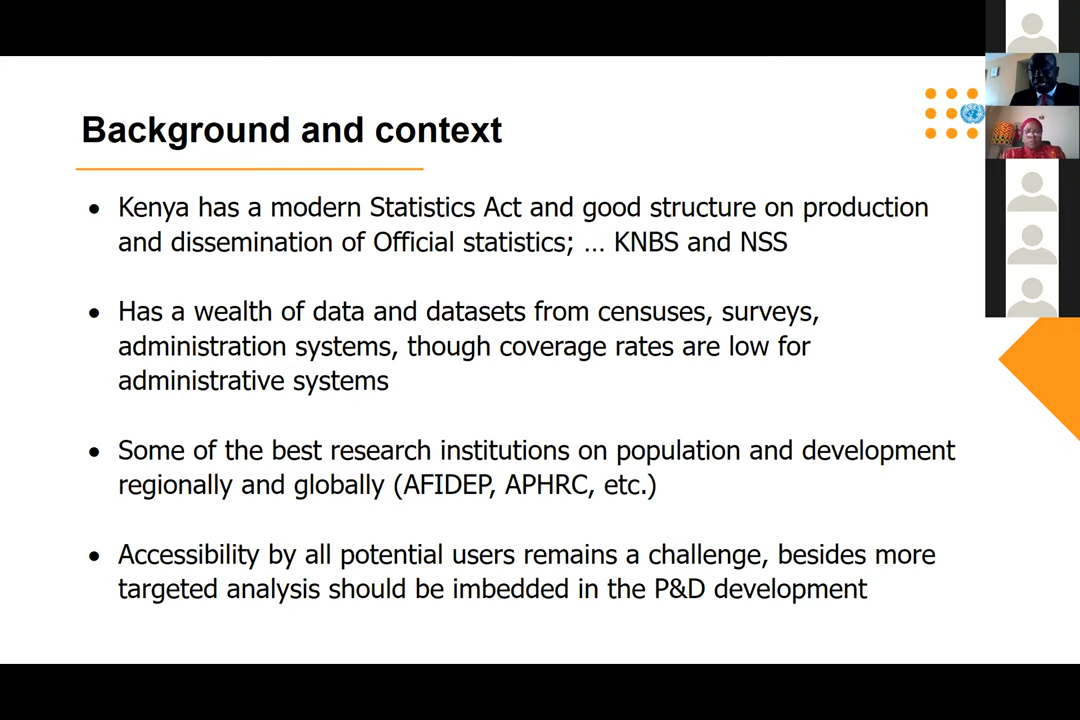 Background and context
• Kenya has a modern Statistics Act and good structure on production
and dissemination of Official statistics; … KNBS and NSS
• Has a wealth of data and datasets from censuses, surveys,
administration systems, though coverage rates are low for
administrative systems
• Some of the best research institutions on population and development
regionally and globally (AFIDEP, APHRC, etc.)
• Accessibility by all potential users remains a challenge, besides more
targeted analysis should be imbedded in the P&D development